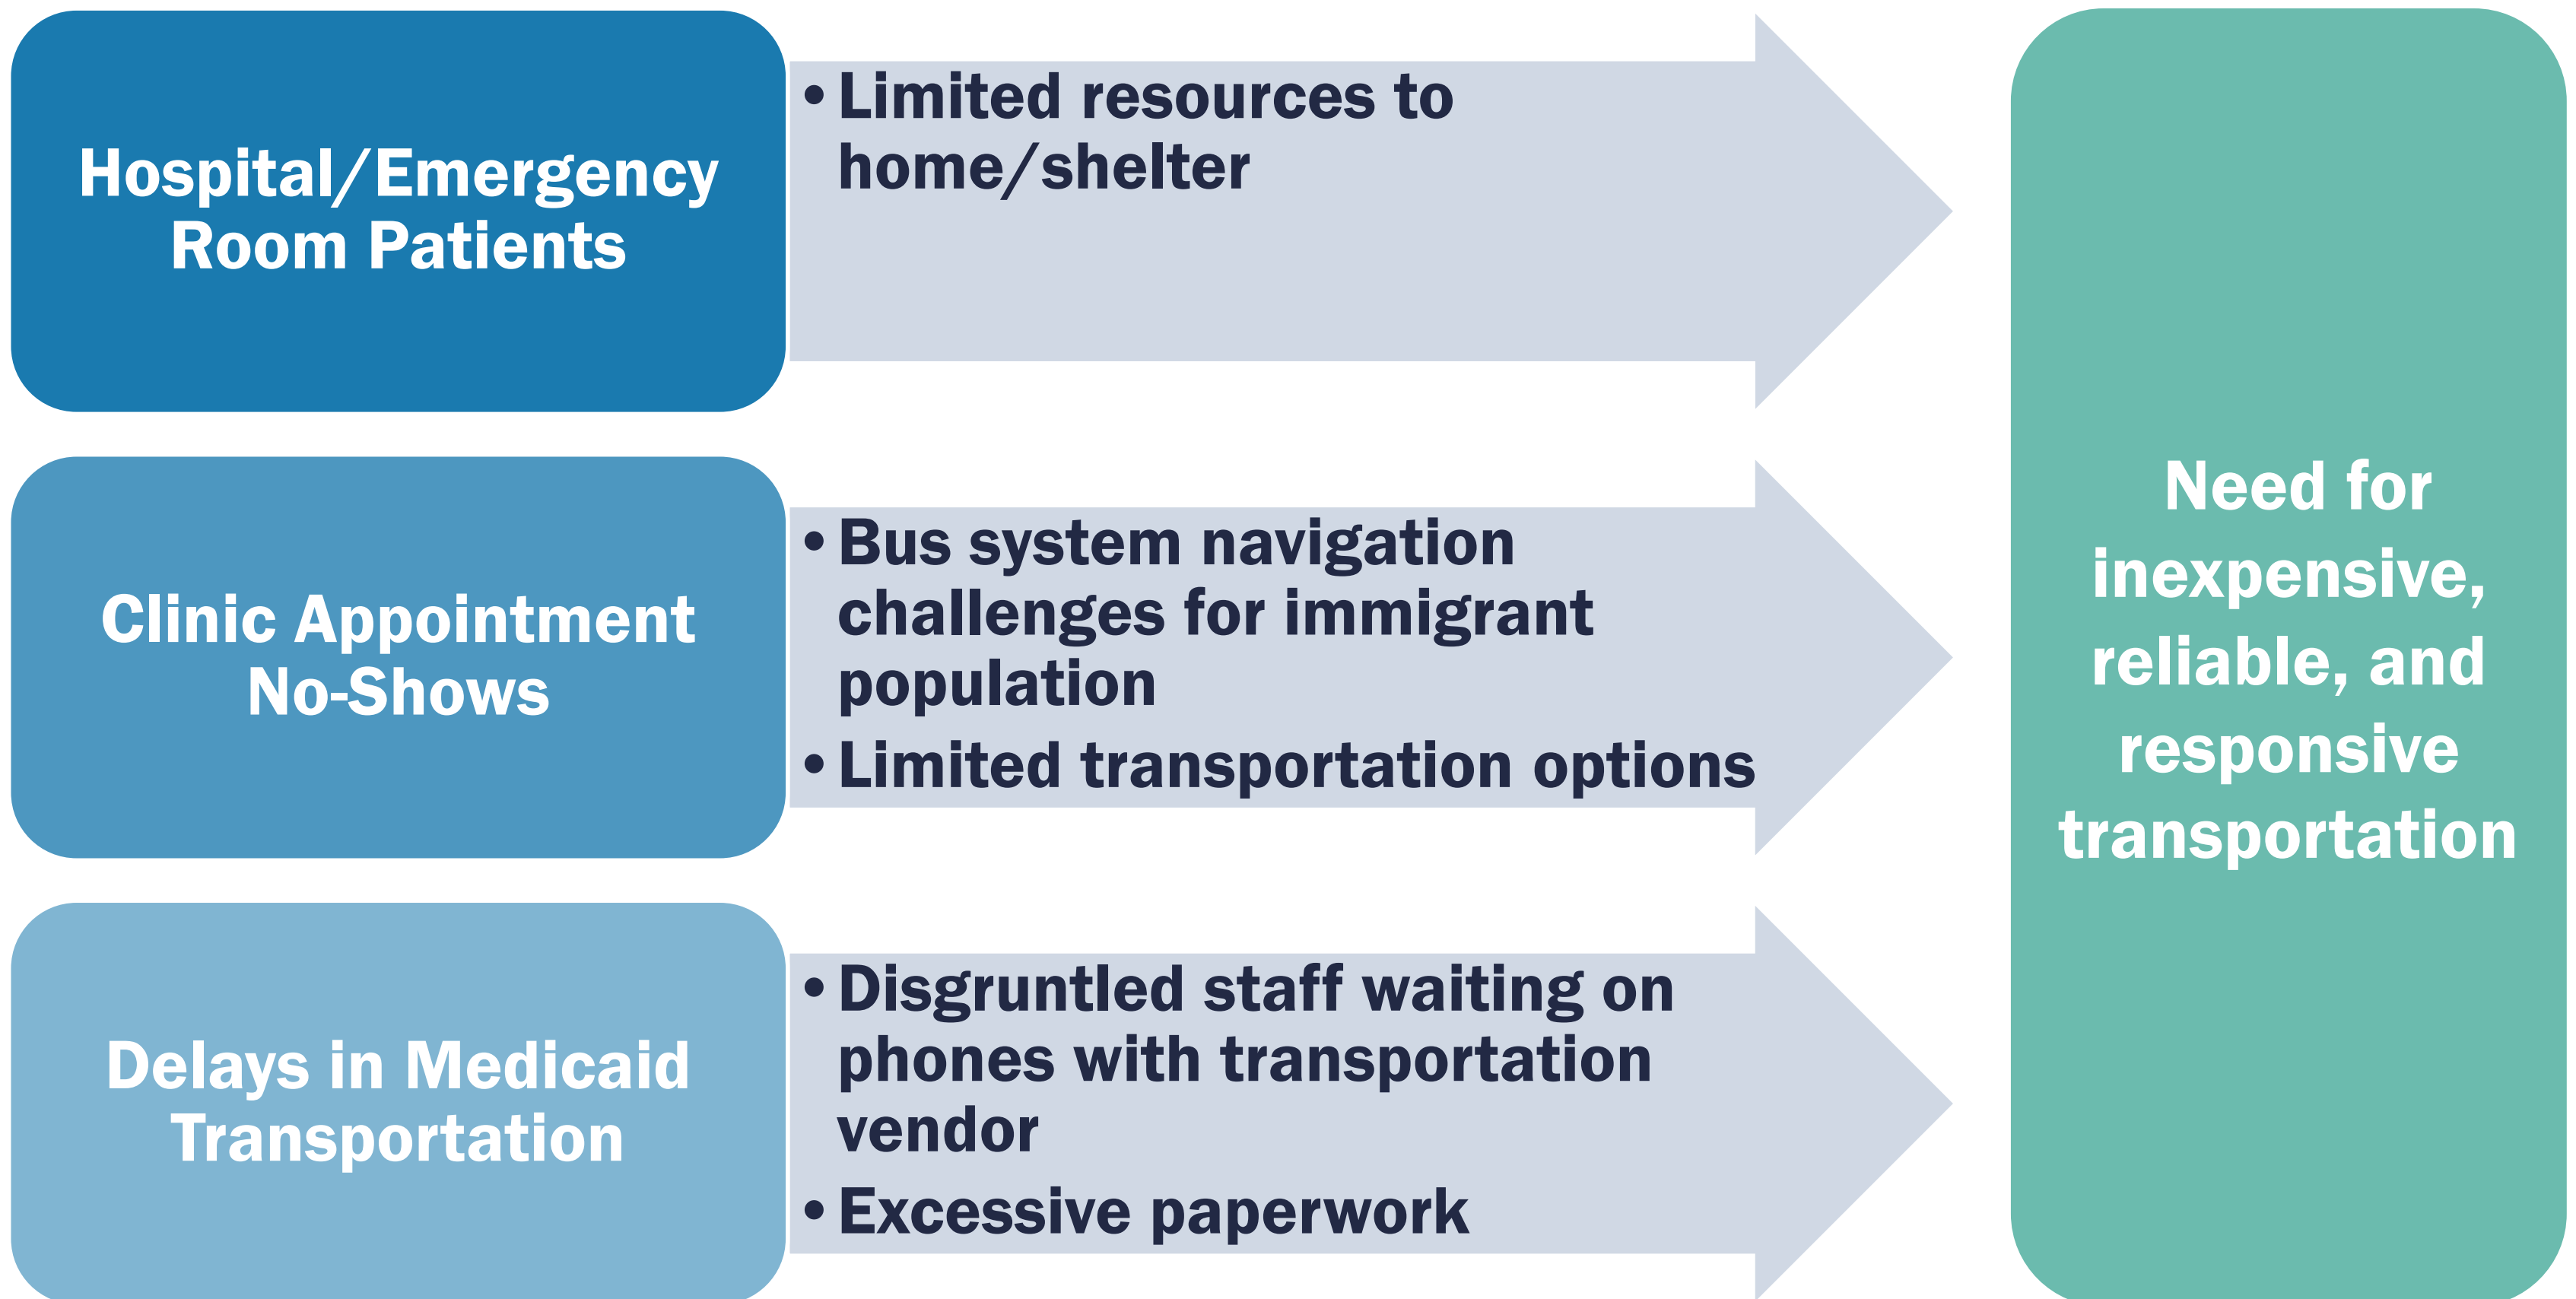 Hospital/Emergency
Room Patients
• Limited resources to
home/shelter
Clinic Appointment
No-Shows
• Bus system navigation
challenges for immigrant
population
• Limited transportation options
Delays in Medicaid
Transportation
• Disgruntled staff waiting on
phones with transportation
vendor
• Excessive paperwork
Need for
inexpensive,
reliable, and
responsive
transportation